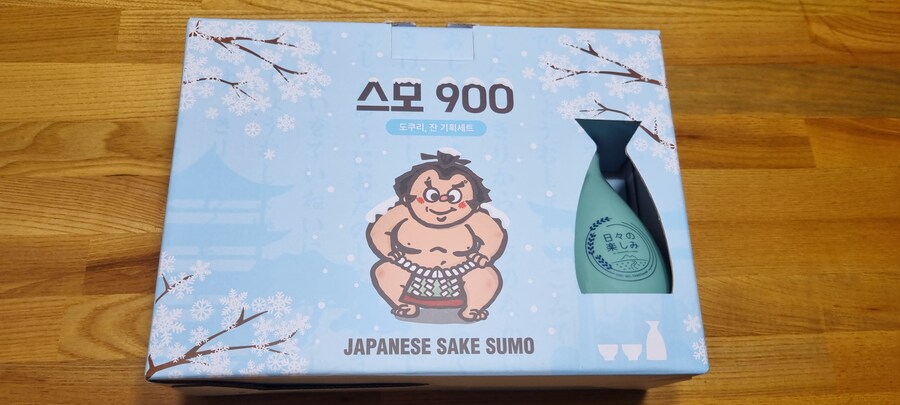 스모 900
도쿠리, 잔 기획세트
日々の
楽しみ
JAPANESE SAKE SUMO